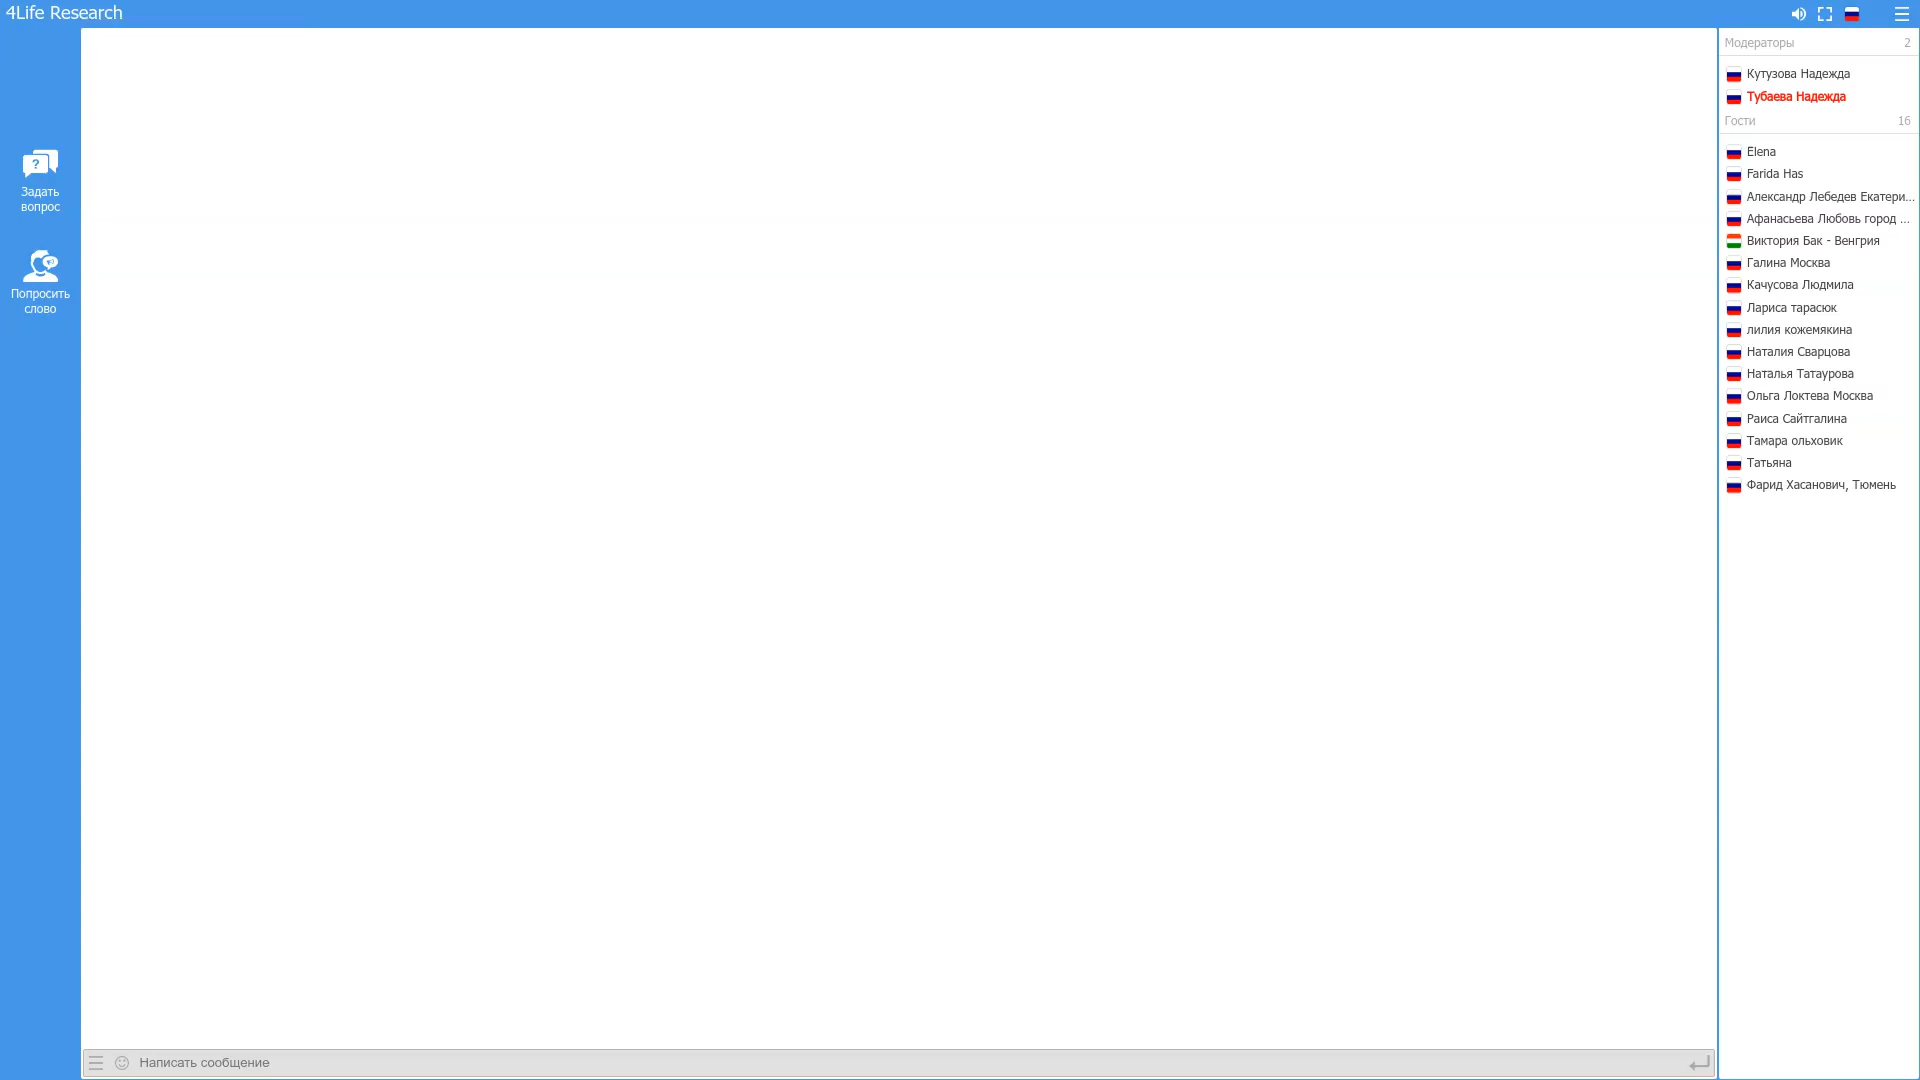 4Life Research
Задать
вопрос
Попросить
слово
Модераторы 2
Кутузова Надежда
Тубаева Надежда
Гости 16
Elena
Farida Has
Александр Лебедев Екатери...
Афанасьева Любовь город ...
Виктория Бак - Венгрия
Галина Москва
Качусова Людмила
Лариса тарасюк
лилия кожемякина
Наталия Сварцова
Наталья Татаурова
Ольга Локтева Москва
Раиса Сайтгалина
Тамара ольховик
Татьяна
Фарид Хасанович, Тюмень
Написать сообщение